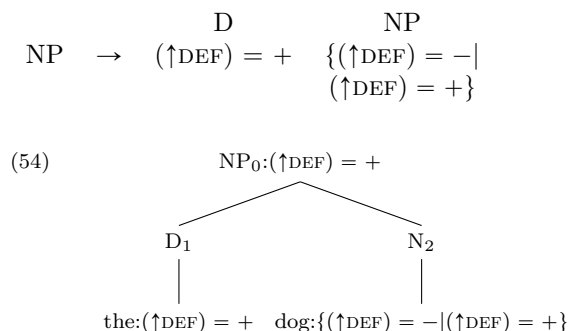 D NP
NP → (↑DEF) = + {(↑DEF) = −|
(↑DEF) = +}
(54) NP₀:(↑DEF) = +
D₁ N₂
the:(↑DEF) = + dog:{(↑DEF) = −|(↑DEF) = +}